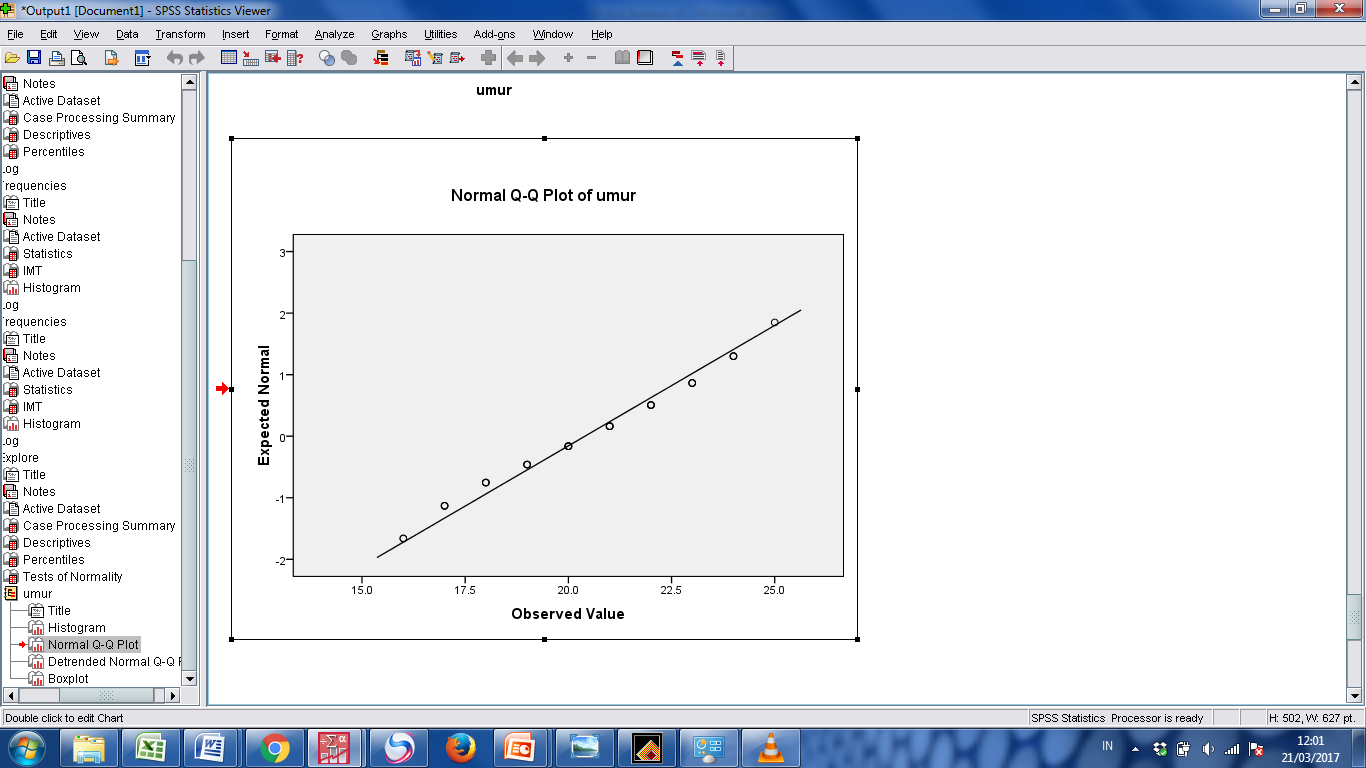 *Output1 [Document1] - SPSS Statistics Viewer
File Edit View Data Transform Insert Format Analyze Graphs Utilities Add-ons Window Help
Notes
Active Dataset
Case Processing Summary
Descriptives
Percentiles
.og
requencies
Title
Notes
Active Dataset
Statistics
IMT
Histogram
.og
requencies
Title
Notes
Active Dataset
Statistics
IMT
Histogram
.og
Explore
Title
Notes
Active Dataset
Case Processing Summary
Descriptives
Percentiles
Tests of Normality
umur
Title
Histogram
Normal Q-Q Plot
Detrended Normal Q-Q F
Boxplot
umur
Normal Q-Q Plot of umur
Expected Normal
3
2
1
0
-1
-2
15.0 17.5 20.0 22.5 25.0
Observed Value
Double click to edit Chart
SPSS Statistics Processor is ready
H: 502, W: 627 pt.
IN
12:01
21/03/2017